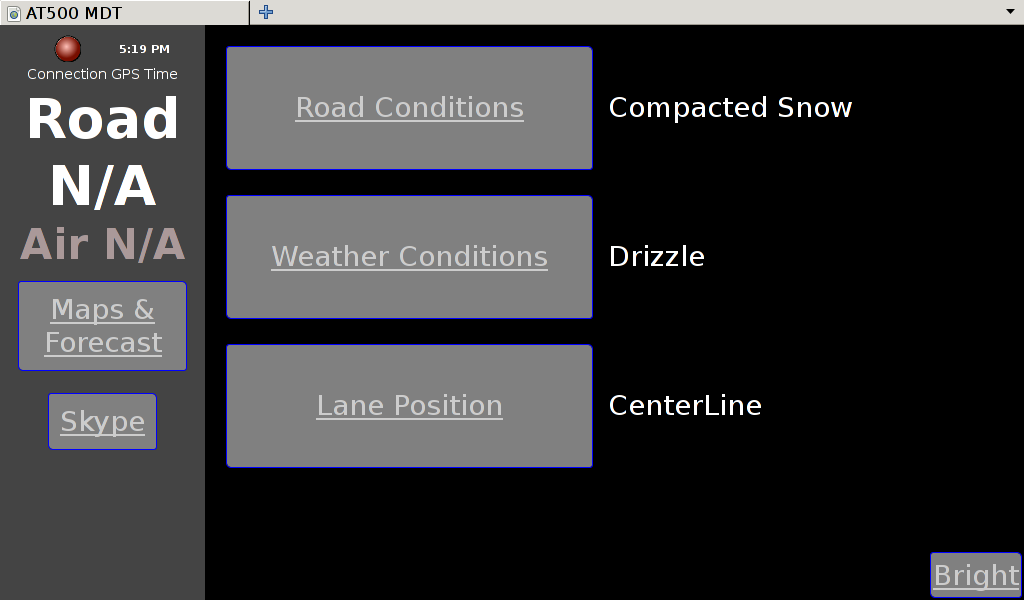 AT500 MDT
5:19 PM
Connection GPS Time
Road
N/A
Air N/A
Maps &
Forecast
Skype
Road Conditions
Compacted Snow
Weather Conditions
Drizzle
Lane Position
CenterLine
Bright